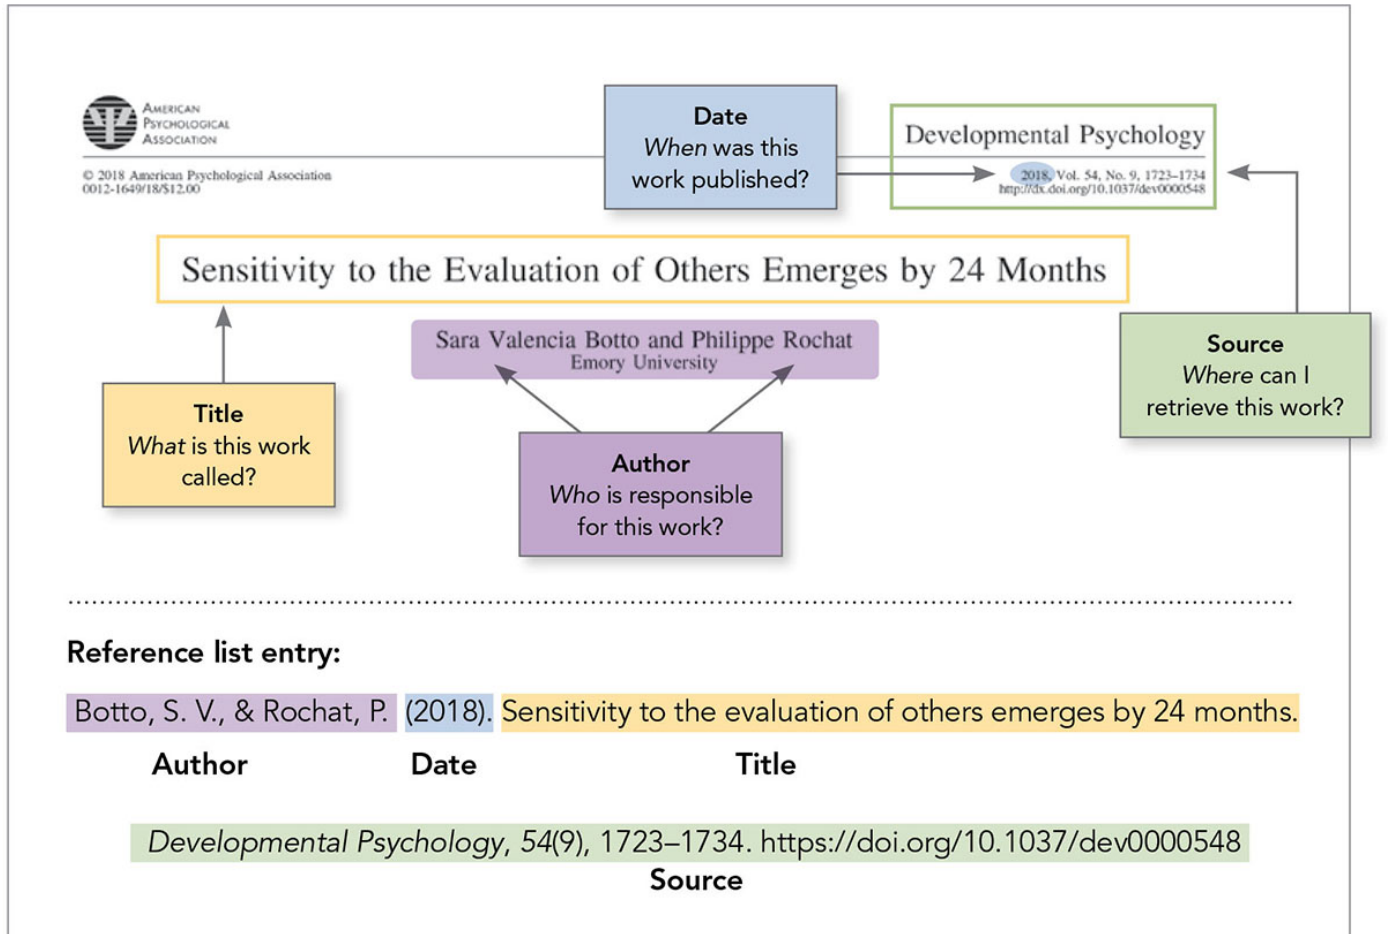 AMERICAN
PSYCHOLOGICAL
ASSOCIATION
© 2018 American Psychological Association
0012-1649/18/$12.00
Date
When was this
work published?
Developmental Psychology
2018, Vol. 54, No. 9, 1723–1734
http://dx.doi.org/10.1037/dev0000548
Sensitivity to the Evaluation of Others Emerges by 24 Months
Sara Valencia Botto and Philippe Rochat
Emory University
Title
What is this work
called?
Author
Who is responsible
for this work?
Source
Where can I
retrieve this work?
Reference list entry:
Botto, S. V., & Rochat, P. (2018). Sensitivity to the evaluation of others emerges by 24 months.
Author Date Title
Developmental Psychology, 54(9), 1723–1734. https://doi.org/10.1037/dev0000548
Source